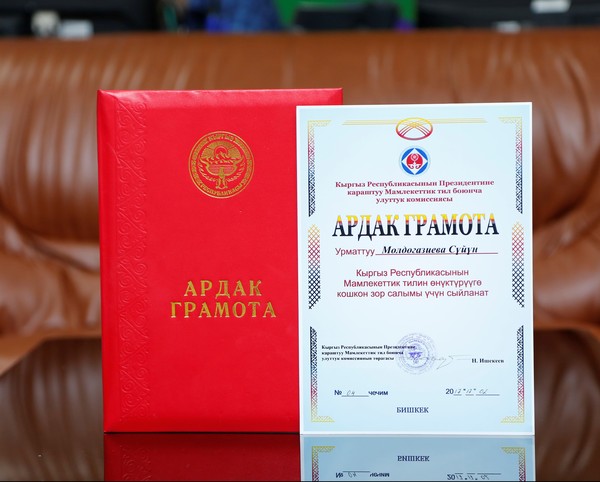 АРДАК
ГРАМОТА
Кыргыз Республикасынын Президентине
караштуу Мамлекеттик тил боюнча
улуттук комиссиясы
АРДАК ГРАМОТА
Урматтуу Молдогазиева Сүйүн
Кыргыз Республикасынын
Мамлекеттик тилин өнүктүрүүгө
кошкон зор салымы үчүн сыйланат
Кыргыз Республикасынын Президентине
караштуу Мамлекеттик тил боюнча
улуттук комиссиянын төрагасы
Н. Ишекеев
№ 04 чечим
БИШКЕК